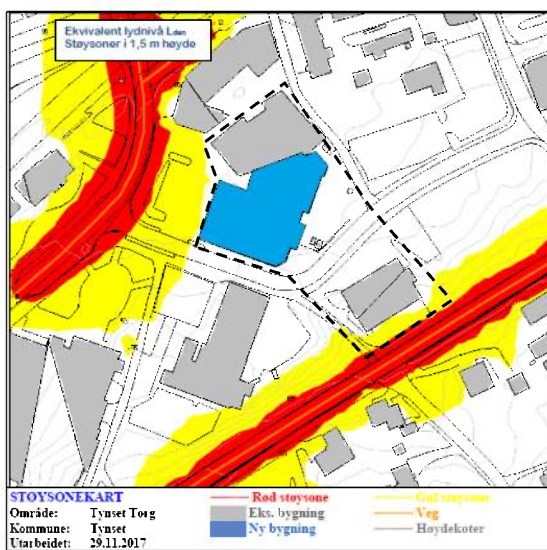 Ekvivalent lydnivå Lden
Støysoner i 1,5 m høyde
STØYSONEKART
Område: Tynset Torg
Kommune: Tynset
Utarbeidet: 29.11.2017
Rød støysone
Eks. bygning
Ny bygning
Gul støysone
Veg
Høydekoter